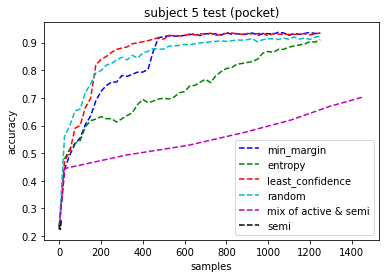 subject 5 test (pocket)
accuracy
0.9
0.8
0.7
0.6
0.5
0.4
0.3
0.2
min_margin
entropy
least_confidence
random
mix of active & semi
semi
0 200 400 600 800 1000 1200 1400
samples